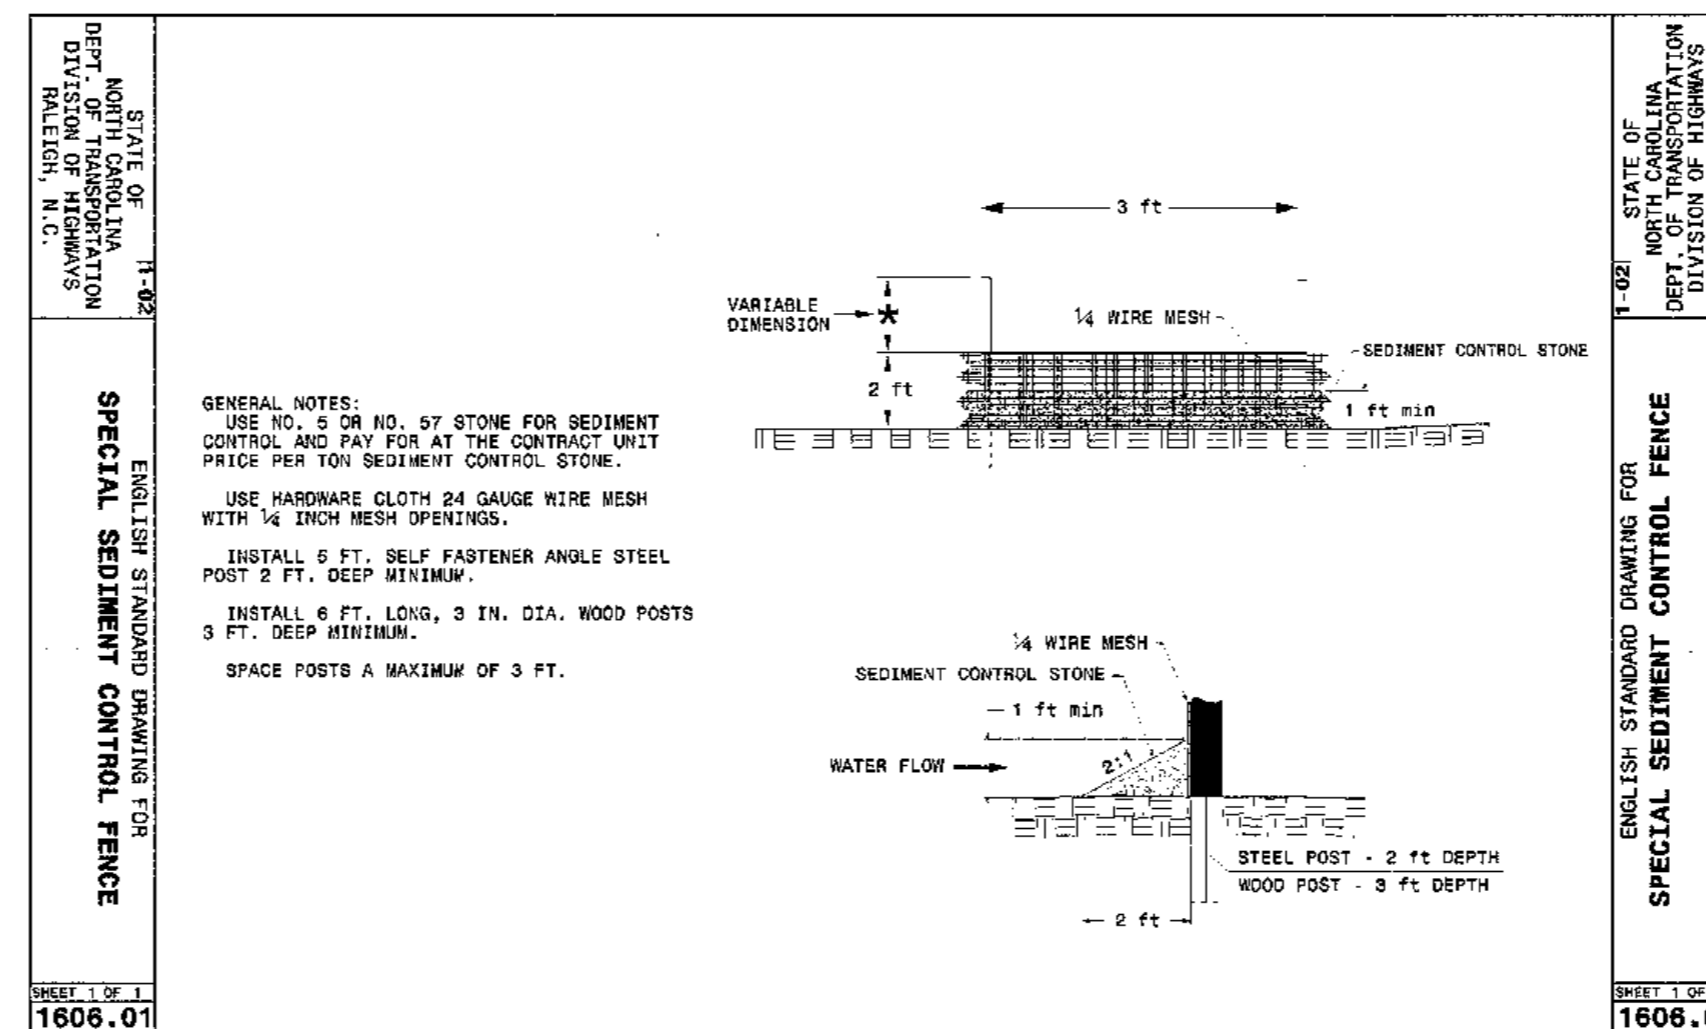 STATE OF
NORTH CAROLINA
DEPT. OF TRANSPORTATION
DIVISION OF HIGHWAYS
RALEIGH, N.C.
1-02
ENGLISH STANDARD DRAWING FOR
SPECIAL SEDIMENT CONTROL FENCE
SHEET 1 OF 1
1606.01
GENERAL NOTES:
USE NO. 5 OR NO. 57 STONE FOR SEDIMENT
CONTROL AND PAY FOR AT THE CONTRACT UNIT
PRICE PER TON SEDIMENT CONTROL STONE.
USE HARDWARE CLOTH 24 GAUGE WIRE MESH
WITH ¼ INCH MESH OPENINGS.
INSTALL 5 FT. SELF FASTENER ANGLE STEEL
POST 2 FT. DEEP MINIMUM.
INSTALL 6 FT. LONG, 3 IN. DIA. WOOD POSTS
3 FT. DEEP MINIMUM.
SPACE POSTS A MAXIMUM OF 3 FT.
3 ft
VARIABLE
DIMENSION
*
¼ WIRE MESH
SEDIMENT CONTROL STONE
2 ft
1 ft min
¼ WIRE MESH
SEDIMENT CONTROL STONE
1 ft min
2:1
WATER FLOW
STEEL POST - 2 ft DEPTH
WOOD POST - 3 ft DEPTH
2 ft
STATE OF
NORTH CAROLINA
DEPT. OF TRANSPORTATION
DIVISION OF HIGHWAYS
1-02
ENGLISH STANDARD DRAWING FOR
SPECIAL SEDIMENT CONTROL FENCE
SHEET 1 OF
1606.